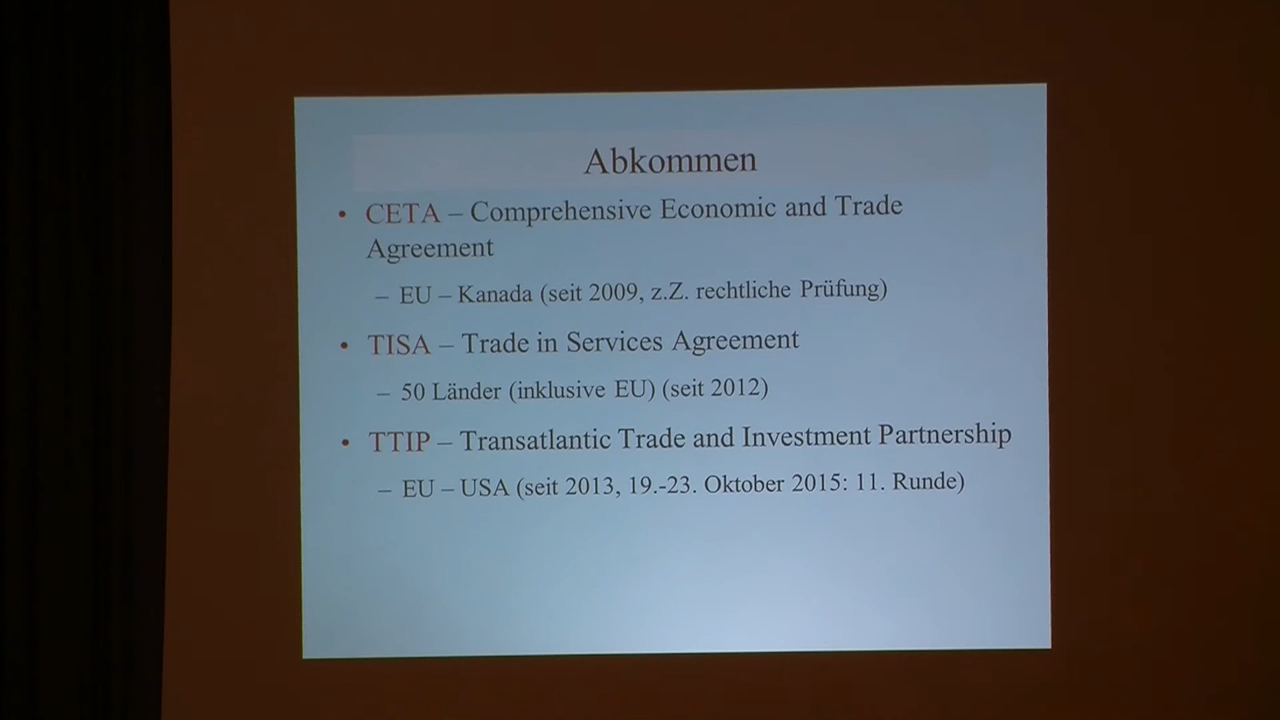 Abkommen
• CETA – Comprehensive Economic and Trade
Agreement
– EU – Kanada (seit 2009, z.Z. rechtliche Prüfung)
• TISA – Trade in Services Agreement
– 50 Länder (inklusive EU) (seit 2012)
• TTIP – Transatlantic Trade and Investment Partnership
– EU – USA (seit 2013, 19.-23. Oktober 2015: 11. Runde)